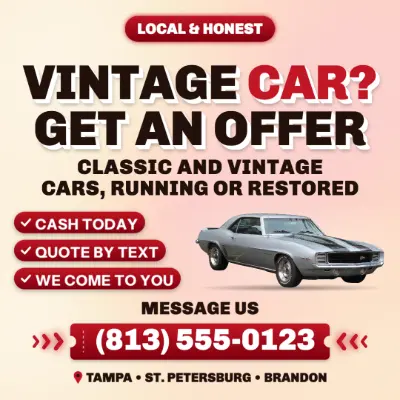 LOCAL & HONEST
VINTAGE CAR?
GET AN OFFER
CLASSIC AND VINTAGE
CARS, RUNNING OR RESTORED
CASH TODAY
QUOTE BY TEXT
WE COME TO YOU
MESSAGE US
(813) 555-0123
TAMPA • ST. PETERSBURG • BRANDON